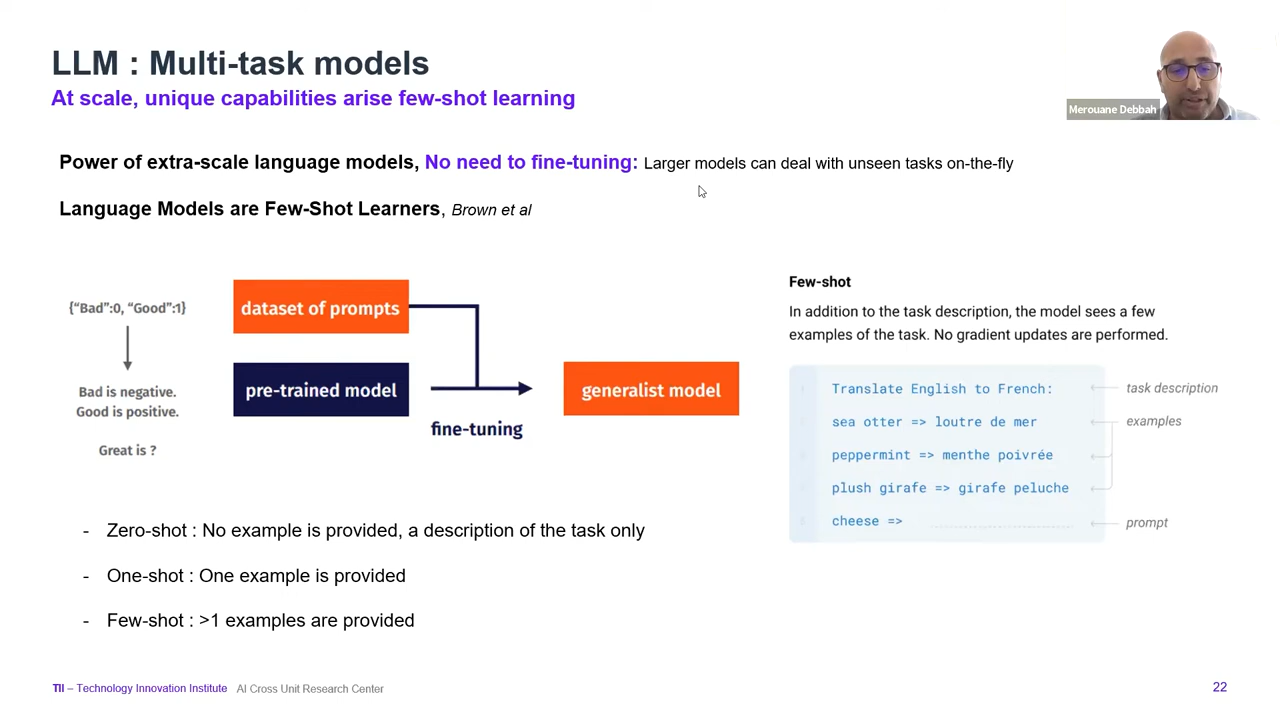 LLM : Multi-task models
At scale, unique capabilities arise few-shot learning
Merouane Debbah
Power of extra-scale language models, No need to fine-tuning: Larger models can deal with unseen tasks on-the-fly
Language Models are Few-Shot Learners, Brown et al
{“Bad”:0, “Good”:1}
Bad is negative.
Good is positive.
Great is ?
dataset of prompts
pre-trained model
fine-tuning
generalist model
Few-shot
In addition to the task description, the model sees a few
examples of the task. No gradient updates are performed.
Translate English to French: task description
sea otter => loutre de mer examples
peppermint => menthe poivrée
plush girafe => girafe peluche
cheese => prompt
- Zero-shot : No example is provided, a description of the task only
- One-shot : One example is provided
- Few-shot : >1 examples are provided
TII – Technology Innovation Institute AI Cross Unit Research Center
22